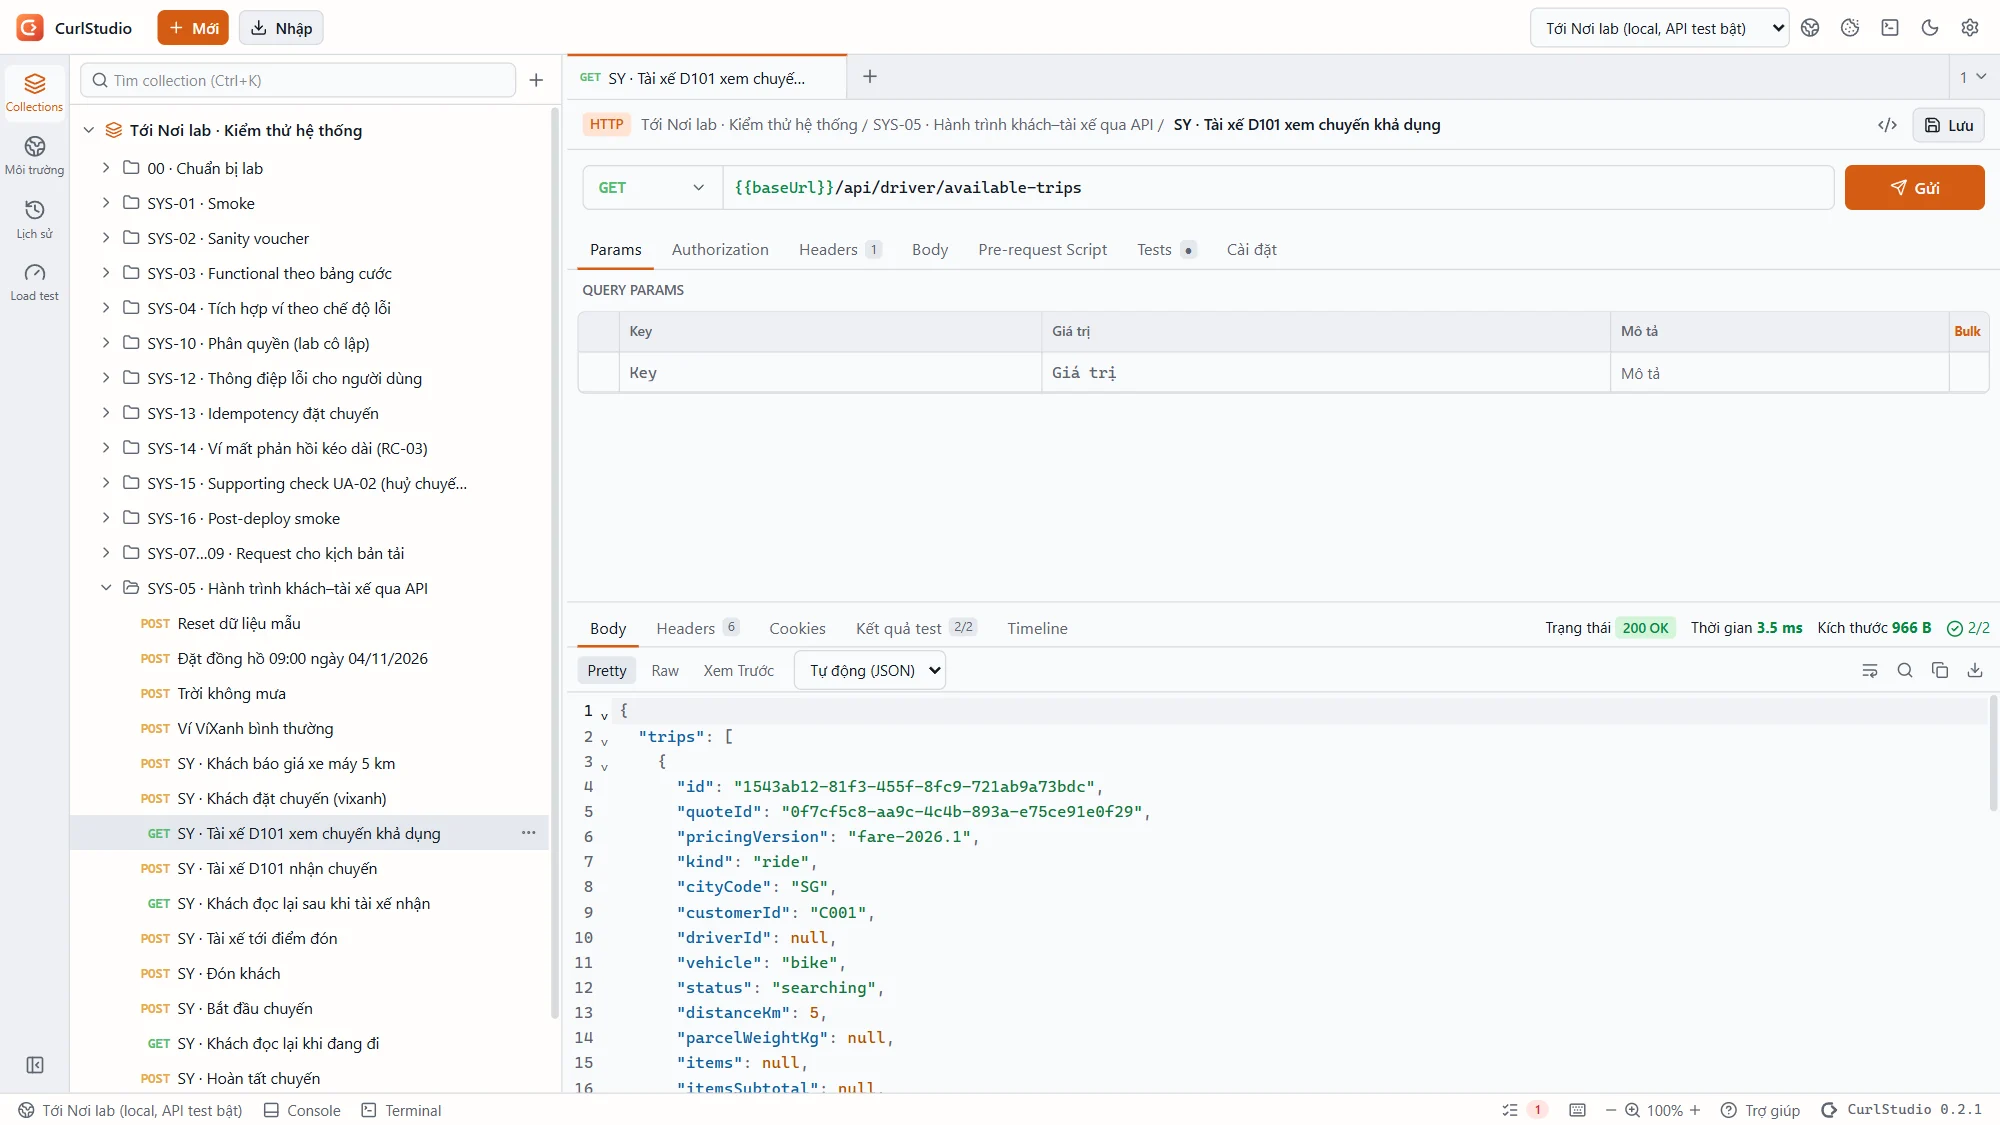 CurlStudio
Mới
Nhập
Tới Nơi lab (local, API test bật)
Collections
Môi trường
Lịch sử
Load test
Tìm collection (Ctrl+K)
Tới Nơi lab · Kiểm thử hệ thống
00 · Chuẩn bị lab
SYS-01 · Smoke
SYS-02 · Sanity voucher
SYS-03 · Functional theo bảng cước
SYS-04 · Tích hợp ví theo chế độ lỗi
SYS-10 · Phân quyền (lab cô lập)
SYS-12 · Thông điệp lỗi cho người dùng
SYS-13 · Idempotency đặt chuyến
SYS-14 · Ví mất phản hồi kéo dài (RC-03)
SYS-15 · Supporting check UA-02 (huỷ chuyế...
SYS-16 · Post-deploy smoke
SYS-07...09 · Request cho kịch bản tải
SYS-05 · Hành trình khách–tài xế qua API
POST Reset dữ liệu mẫu
POST Đặt đồng hồ 09:00 ngày 04/11/2026
POST Trời không mưa
POST Ví VíXanh bình thường
POST SY · Khách báo giá xe máy 5 km
POST SY · Khách đặt chuyến (vixanh)
GET SY · Tài xế D101 xem chuyến khả dụng
POST SY · Tài xế D101 nhận chuyến
GET SY · Khách đọc lại sau khi tài xế nhận
POST SY · Tài xế tới điểm đón
POST SY · Đón khách
POST SY · Bắt đầu chuyến
GET SY · Khách đọc lại khi đang đi
POST SY · Hoàn tất chuyến
GET SY · Tài xế D101 xem chuyế...
1
HTTP Tới Nơi lab · Kiểm thử hệ thống / SYS-05 · Hành trình khách–tài xế qua API / SY · Tài xế D101 xem chuyến khả dụng
</> Lưu
GET {{baseUrl}}/api/driver/available-trips
Gửi
Params Authorization Headers 1 Body Pre-request Script Tests Cài đặt
QUERY PARAMS
Key Giá trị Mô tả Bulk
Key Giá trị Mô tả
Body Headers 6 Cookies Kết quả test 2/2 Timeline
Trạng thái 200 OK Thời gian 3.5 ms Kích thước 966 B 2/2
Pretty Raw Xem Trước Tự động (JSON)
1 {
2 "trips": [
3 {
4 "id": "1543ab12-81f3-455f-8fc9-721ab9a73bdc",
5 "quoteId": "0f7cf5c8-aa9c-4c4b-893a-e75ce91e0f29",
6 "pricingVersion": "fare-2026.1",
7 "kind": "ride",
8 "cityCode": "SG",
9 "customerId": "C001",
10 "driverId": null,
11 "vehicle": "bike",
12 "status": "searching",
13 "distanceKm": 5,
14 "parcelWeightKg": null,
15 "items": null,
16 "itemsSubtotal": null,
Tới Nơi lab (local, API test bật) Console Terminal
1 100% Trợ giúp CurlStudio 0.2.1